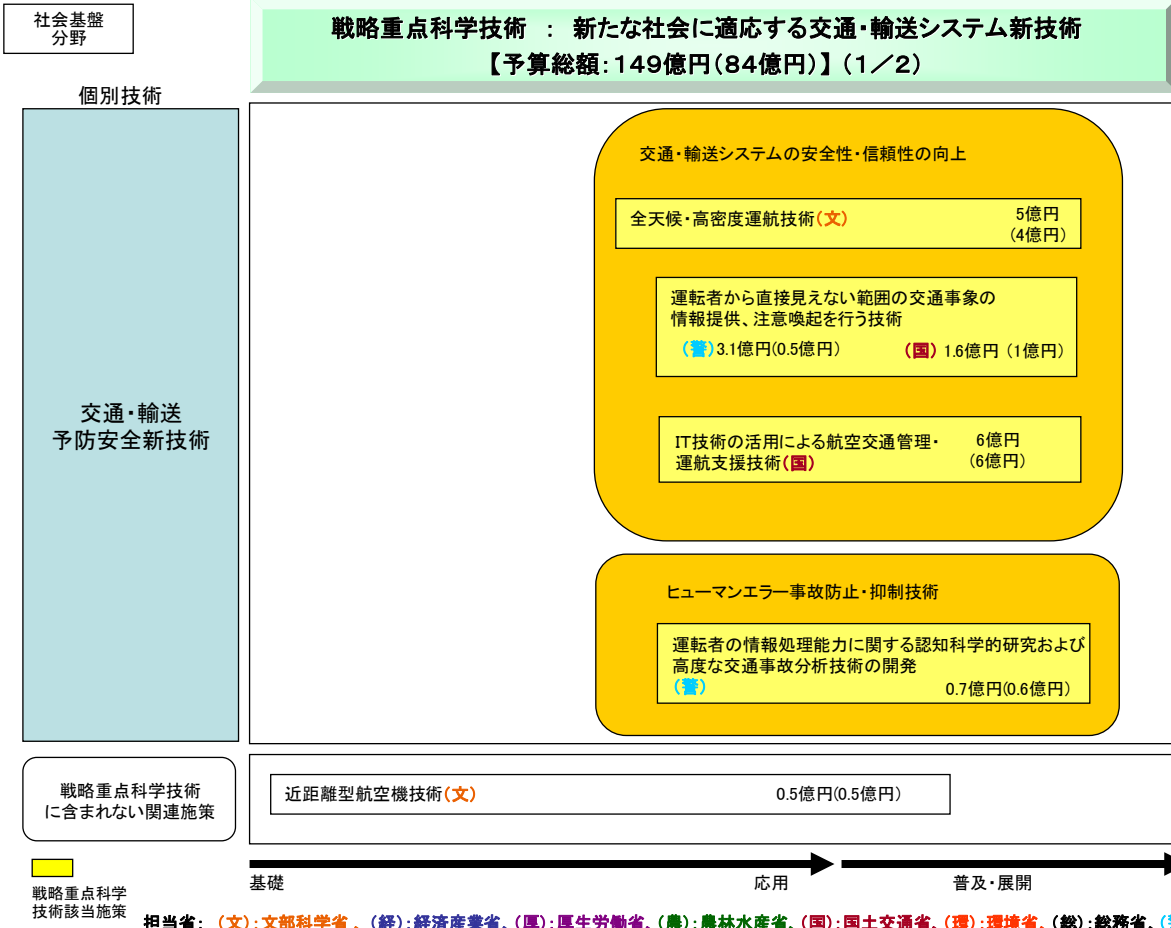 社会基盤
分野
戦略重点科学技術 : 新たな社会に適応する交通・輸送システム新技術
【予算総額:149億円(84億円)】(1/2)
個別技術
交通・輸送
予防安全新技術
交通・輸送システムの安全性・信頼性の向上
全天候・高密度運航技術(文)
5億円
(4億円)
運転者から直接見えない範囲の交通事象の
情報提供、注意喚起を行う技術
(警)3.1億円(0.5億円) (国) 1.6億円 (1億円)
IT技術の活用による航空交通管理・
運航支援技術(国)
6億円
(6億円)
ヒューマンエラー事故防止・抑制技術
運転者の情報処理能力に関する認知科学的研究および
高度な交通事故分析技術の開発
(警) 0.7億円(0.6億円)
戦略重点科学技術
に含まれない関連施策
近距離型航空機技術(文) 0.5億円(0.5億円)
基礎 応用 普及・展開
戦略重点科学
技術該当施策
担当省: (文):文部科学省、(経):経済産業省、(厚):厚生労働省、(農):農林水産省、(国):国土交通省、(環):環境省、(総):総務省、